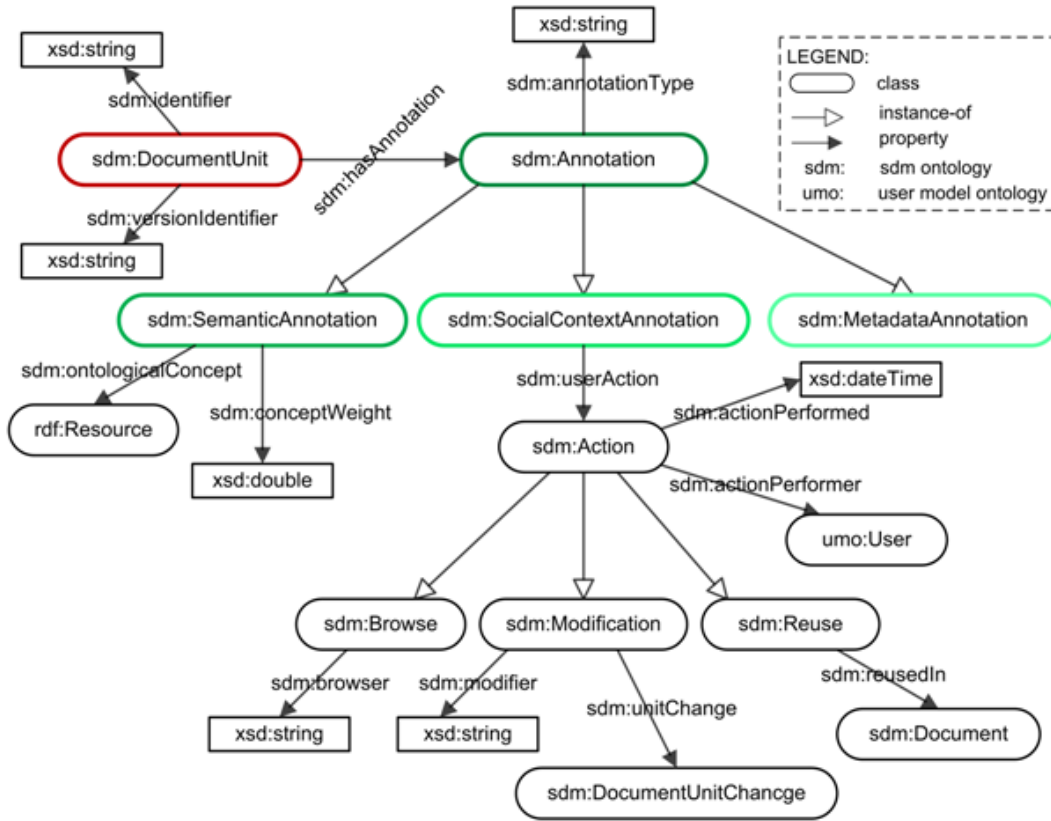 xsd:string
xsd:string
LEGEND:
class
instance-of
property
sdm: sdm ontology
umo: user model ontology
sdm:identifier
sdm:annotationType
sdm:hasAnnotation
sdm:DocumentUnit
sdm:Annotation
sdm:versionIdentifier
xsd:string
sdm:SemanticAnnotation
sdm:SocialContextAnnotation
sdm:MetadataAnnotation
sdm:ontologicalConcept
sdm:userAction
xsd:dateTime
sdm:conceptWeight
sdm:actionPerformed
rdf:Resource
sdm:Action
xsd:double
sdm:actionPerformer
umo:User
sdm:Browse
sdm:Modification
sdm:Reuse
sdm:browser
sdm:modifier
sdm:unitChange
sdm:reusedIn
xsd:string
xsd:string
sdm:Document
sdm:DocumentUnitChancge